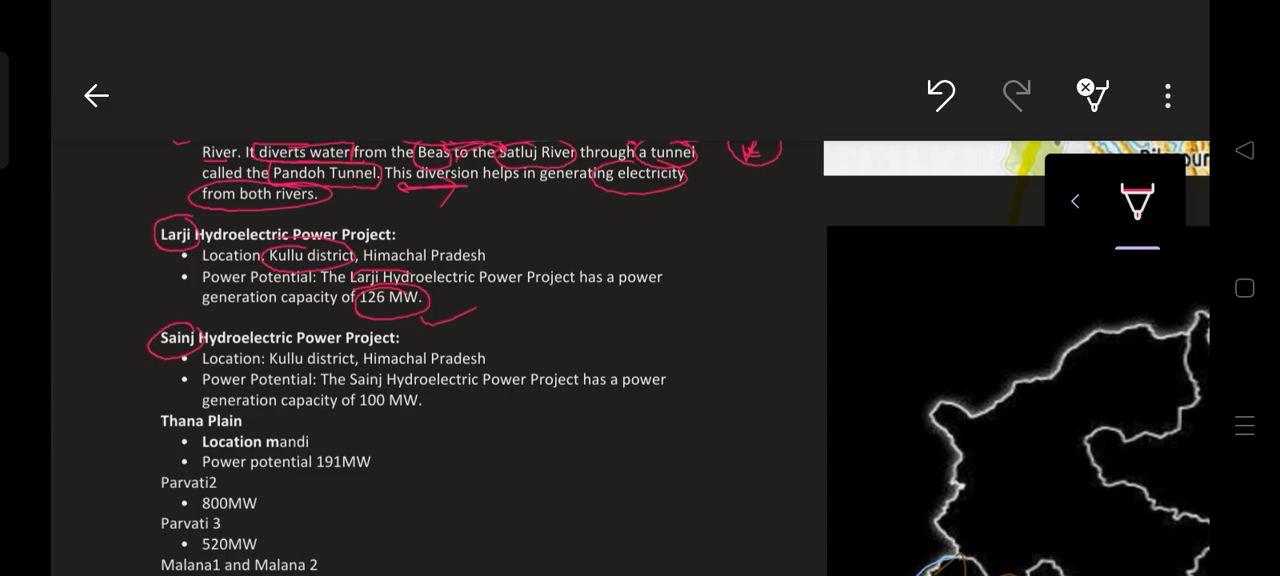 River. It diverts water from the Beas to the Satluj River through a tunnel
called the Pandoh Tunnel. This diversion helps in generating electricity
from both rivers.
Larji Hydroelectric Power Project:
• Location: Kullu district, Himachal Pradesh
• Power Potential: The Larji Hydroelectric Power Project has a power
generation capacity of 126 MW.
Sainj Hydroelectric Power Project:
• Location: Kullu district, Himachal Pradesh
• Power Potential: The Sainj Hydroelectric Power Project has a power
generation capacity of 100 MW.
Thana Plain
• Location mandi
• Power potential 191MW
Parvati2
• 800MW
Parvati 3
• 520MW
Malana1 and Malana 2